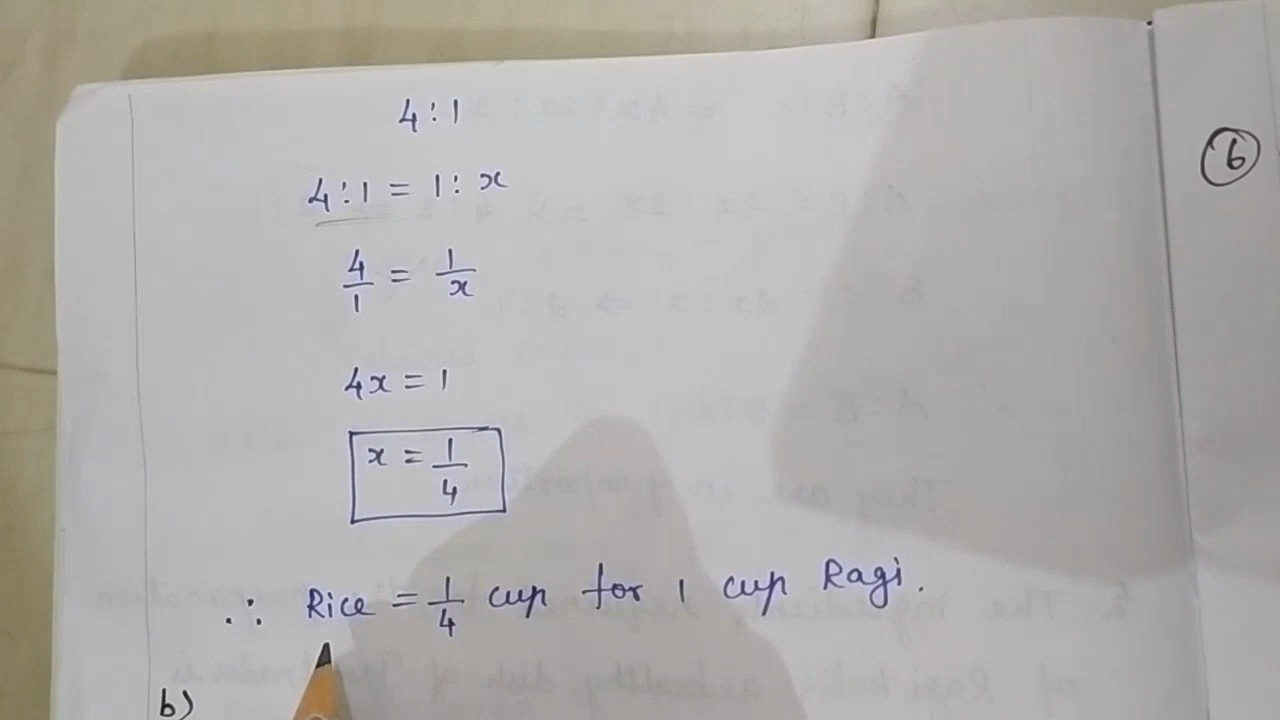 4 : 1
4 : 1 = 1 : x
4/1 = 1/x
4x = 1
x = 1/4
∴ Rice = 1/4 cup for 1 cup Ragi.
b)
6